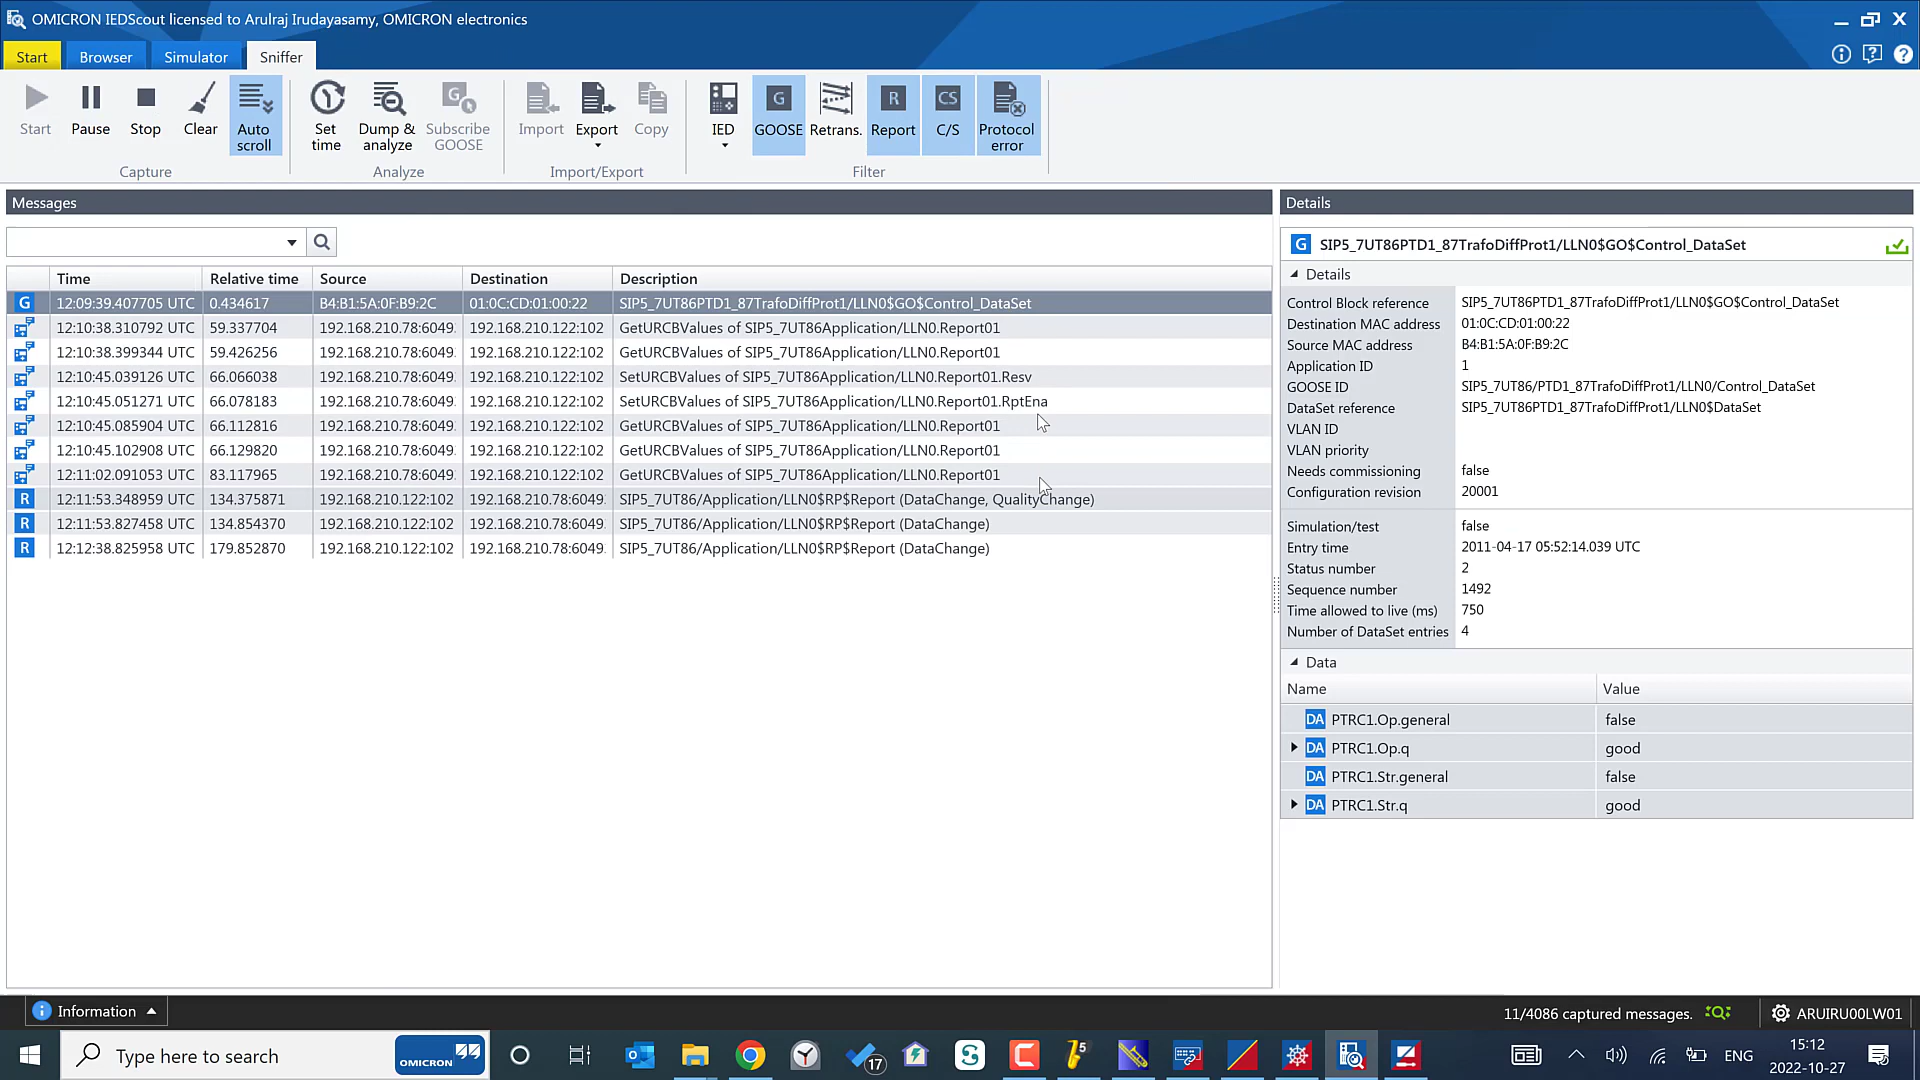 OMICRON IEDScout licensed to Arulraj Irudayasamy, OMICRON electronics
Start Browser Simulator Sniffer
Start Pause Stop Clear Auto scroll Set time Dump & analyze Subscribe GOOSE Import Export Copy IED GOOSE Retrans. Report C/S Protocol error
G G R CS
Capture Analyze Import/Export Filter
Messages
Time Relative time Source Destination Description
G 12:09:39.407705 UTC 0.434617 B4:B1:5A:0F:B9:2C 01:0C:CD:01:00:22 SIP5_7UT86PTD1_87TrafoDiffProt1/LLN0$GO$Control_DataSet
12:10:38.310792 UTC 59.337704 192.168.210.78:6049 192.168.210.122:102 GetURCBValues of SIP5_7UT86Application/LLN0.Report01
12:10:38.399344 UTC 59.426256 192.168.210.78:6049 192.168.210.122:102 GetURCBValues of SIP5_7UT86Application/LLN0.Report01
12:10:45.039126 UTC 66.066038 192.168.210.78:6049 192.168.210.122:102 SetURCBValues of SIP5_7UT86Application/LLN0.Report01.Resv
12:10:45.051271 UTC 66.078183 192.168.210.78:6049 192.168.210.122:102 SetURCBValues of SIP5_7UT86Application/LLN0.Report01.RptEna
12:10:45.085904 UTC 66.112816 192.168.210.78:6049 192.168.210.122:102 GetURCBValues of SIP5_7UT86Application/LLN0.Report01
12:10:45.102908 UTC 66.129820 192.168.210.78:6049 192.168.210.122:102 GetURCBValues of SIP5_7UT86Application/LLN0.Report01
12:11:02.091053 UTC 83.117965 192.168.210.78:6049 192.168.210.122:102 GetURCBValues of SIP5_7UT86Application/LLN0.Report01
R 12:11:53.348959 UTC 134.375871 192.168.210.122:102 192.168.210.78:6049 SIP5_7UT86/Application/LLN0$RP$Report (DataChange, QualityChange)
R 12:11:53.827458 UTC 134.854370 192.168.210.122:102 192.168.210.78:6049 SIP5_7UT86/Application/LLN0$RP$Report (DataChange)
R 12:12:38.825958 UTC 179.852870 192.168.210.122:102 192.168.210.78:6049 SIP5_7UT86/Application/LLN0$RP$Report (DataChange)
Details
G SIP5_7UT86PTD1_87TrafoDiffProt1/LLN0$GO$Control_DataSet
Details
Control Block reference SIP5_7UT86PTD1_87TrafoDiffProt1/LLN0$GO$Control_DataSet
Destination MAC address 01:0C:CD:01:00:22
Source MAC address B4:B1:5A:0F:B9:2C
Application ID 1
GOOSE ID SIP5_7UT86/PTD1_87TrafoDiffProt1/LLN0/Control_DataSet
DataSet reference SIP5_7UT86PTD1_87TrafoDiffProt1/LLN0$DataSet
VLAN ID
VLAN priority
Needs commissioning false
Configuration revision 20001
Simulation/test false
Entry time 2011-04-17 05:52:14.039 UTC
Status number 2
Sequence number 1492
Time allowed to live (ms) 750
Number of DataSet entries 4
Data
Name Value
DA PTRC1.Op.general false
DA PTRC1.Op.q good
DA PTRC1.Str.general false
DA PTRC1.Str.q good
Information
11/4086 captured messages. ARUIRU00LW01
Type here to search OMICRON 17 S 5 ENG 15:12
2022-10-27